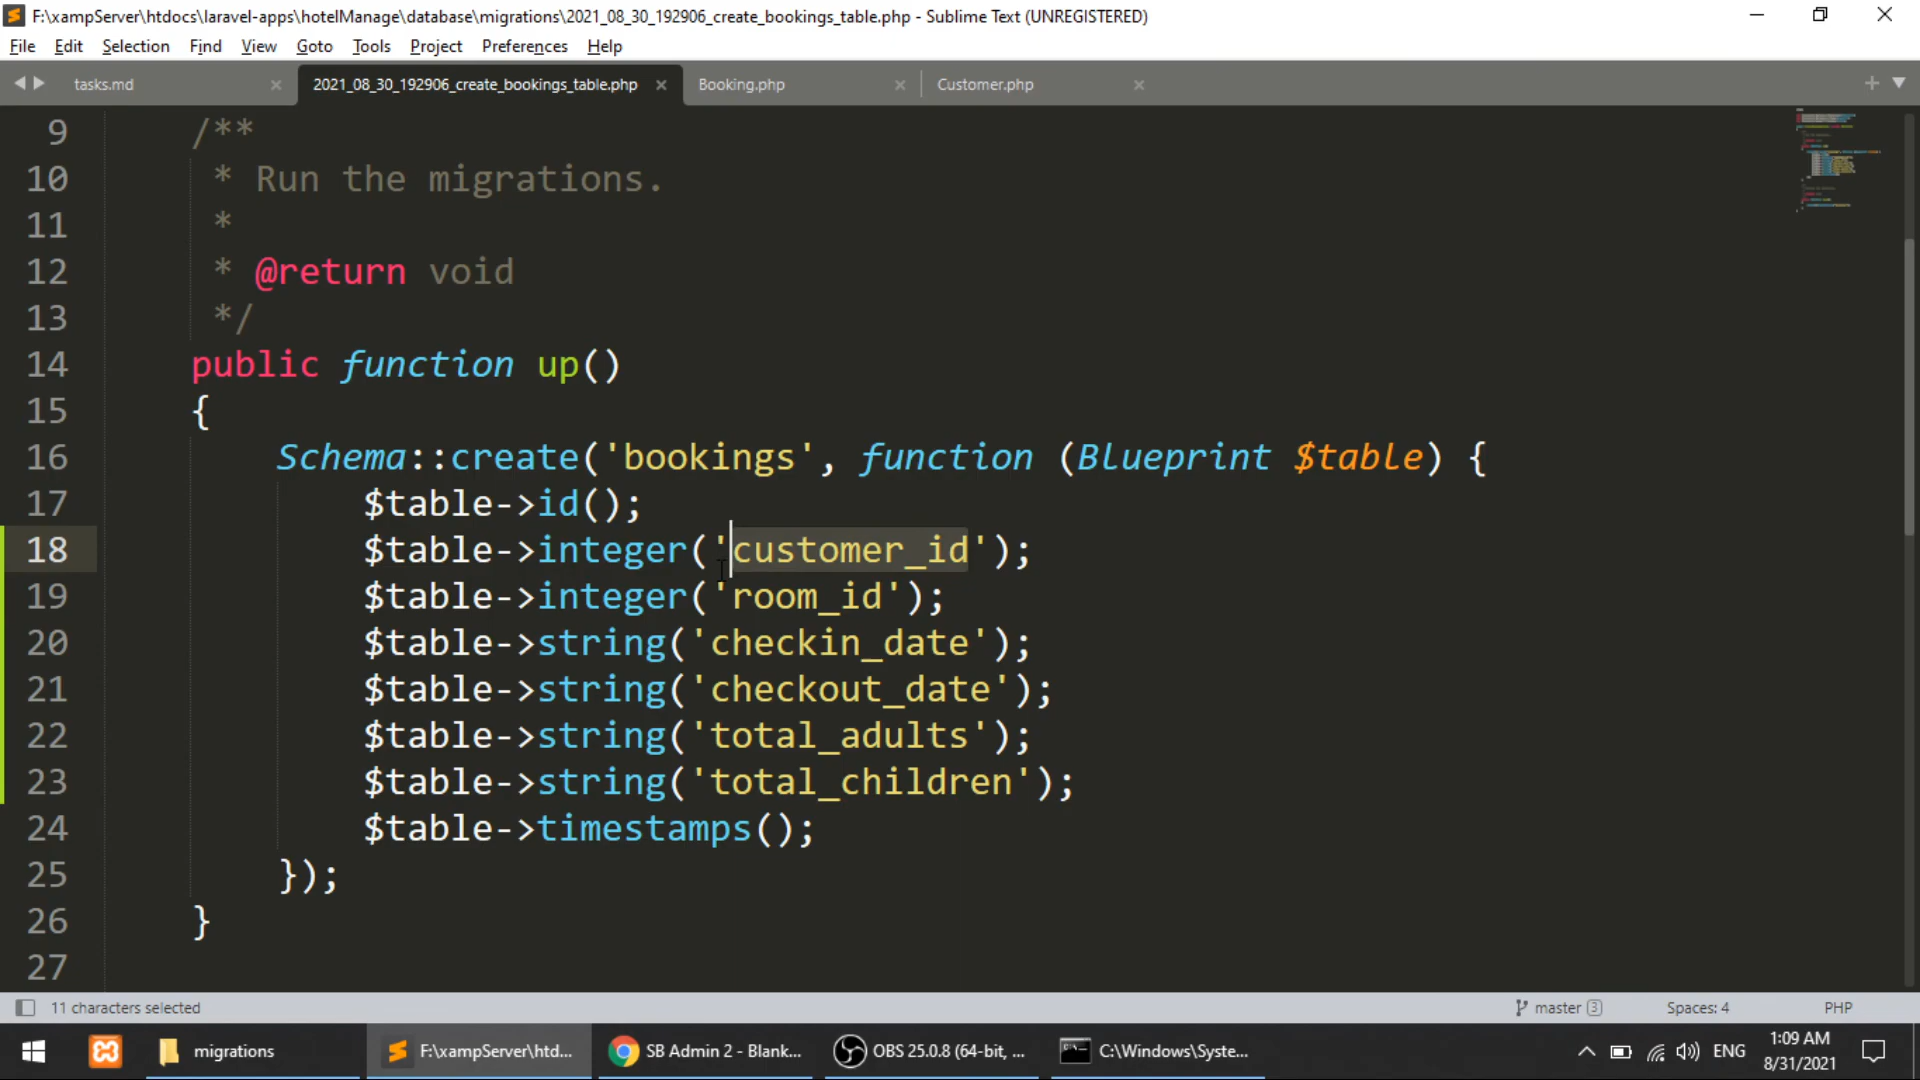 F:\xampServer\htdocs\laravel-apps\hotelManage\database\migrations\2021_08_30_192906_create_bookings_table.php - Sublime Text (UNREGISTERED)
File Edit Selection Find View Goto Tools Project Preferences Help
tasks.md 2021_08_30_192906_create_bookings_table.php Booking.php Customer.php
9 /**
10 * Run the migrations.
11 *
12 * @return void
13 */
14 public function up()
15 {
16 Schema::create('bookings', function (Blueprint $table) {
17 $table->id();
18 $table->integer('customer_id');
19 $table->integer('room_id');
20 $table->string('checkin_date');
21 $table->string('checkout_date');
22 $table->string('total_adults');
23 $table->string('total_children');
24 $table->timestamps();
25 });
26 }
27
11 characters selected master 3 Spaces: 4 PHP
migrations F:\xampServer\htd... SB Admin 2 - Blank... OBS 25.0.8 (64-bit, ... C:\Windows\Syste... ENG 1:09 AM
8/31/2021